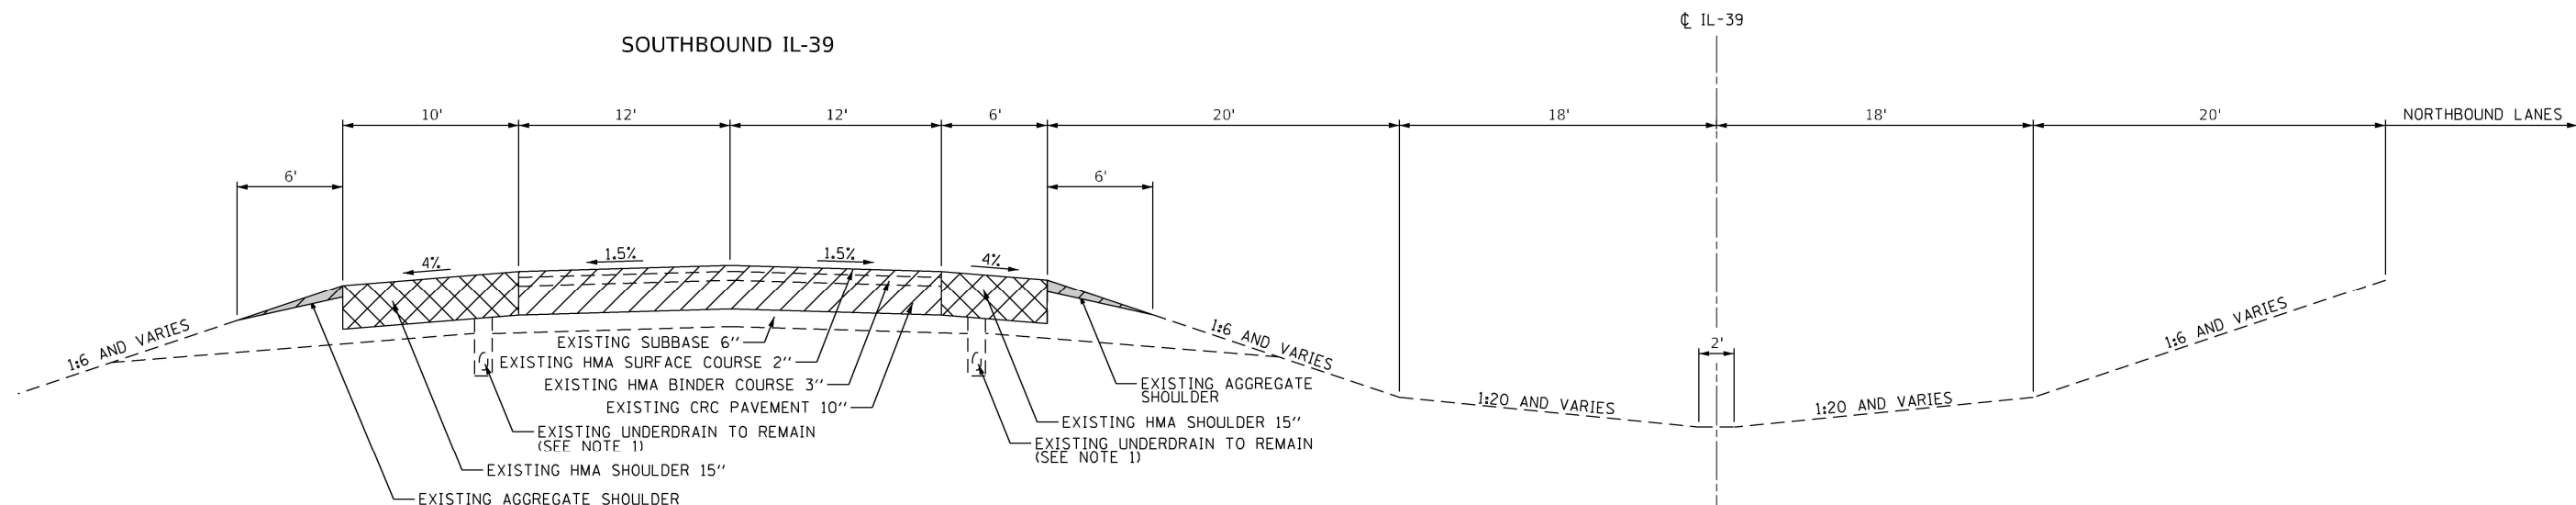 ℄ IL-39
SOUTHBOUND IL-39
10'
12'
12'
6'
20'
18'
18'
20'
NORTHBOUND LANES
6'
6'
4%
1.5%
1.5%
4%
1:6 AND VARIES
1:6 AND VARIES
1:6 AND VARIES
EXISTING SUBBASE 6"
EXISTING HMA SURFACE COURSE 2"
EXISTING HMA BINDER COURSE 3"
EXISTING CRC PAVEMENT 10"
2'
EXISTING AGGREGATE
SHOULDER
1:20 AND VARIES
1:20 AND VARIES
EXISTING HMA SHOULDER 15"
EXISTING UNDERDRAIN TO REMAIN
(SEE NOTE 1)
EXISTING UNDERDRAIN TO REMAIN
(SEE NOTE 1)
EXISTING HMA SHOULDER 15"
EXISTING AGGREGATE SHOULDER